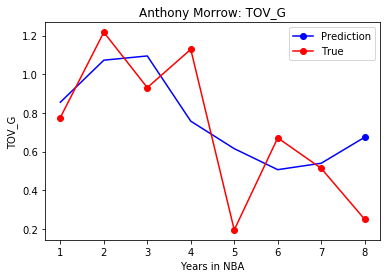 Anthony Morrow: TOV_G
Prediction
True
TOV_G
1.2
1.0
0.8
0.6
0.4
0.2
1 2 3 4 5 6 7 8
Years in NBA